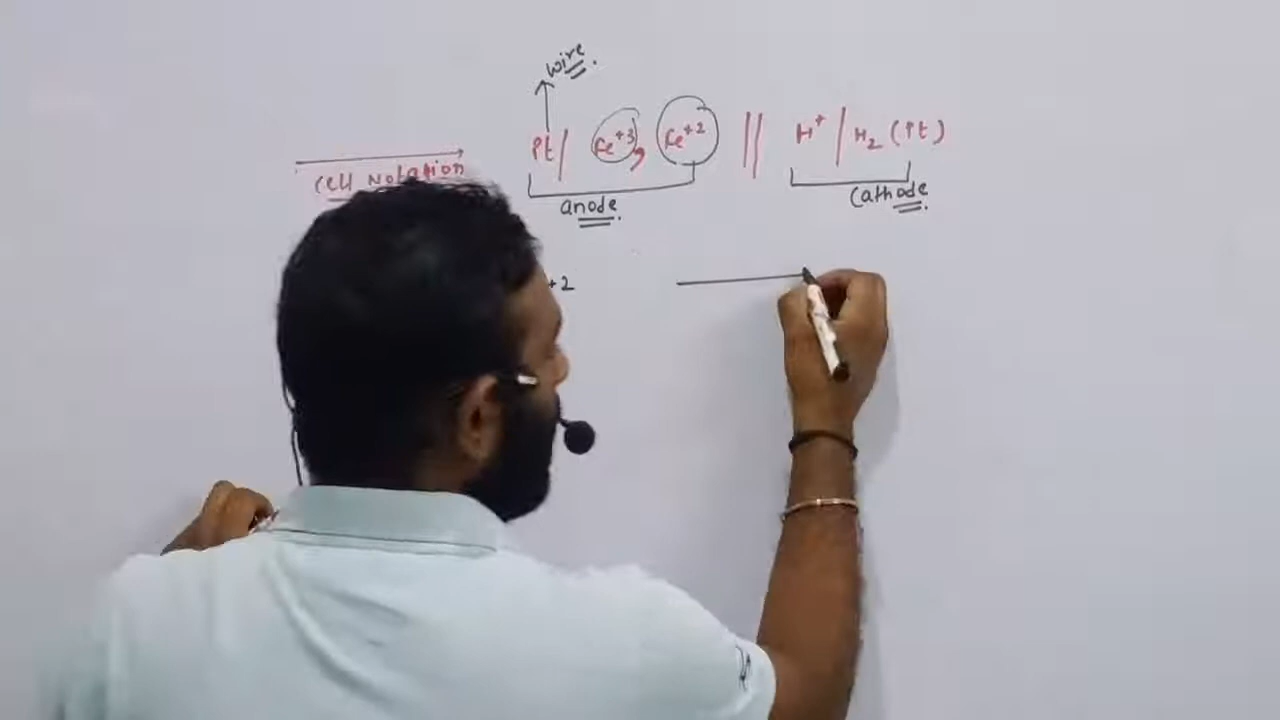 wire.
Pt / Fe+3, Fe+2 || H+ / H2 (Pt)
Cell Notation
anode.
Cathode.
+2